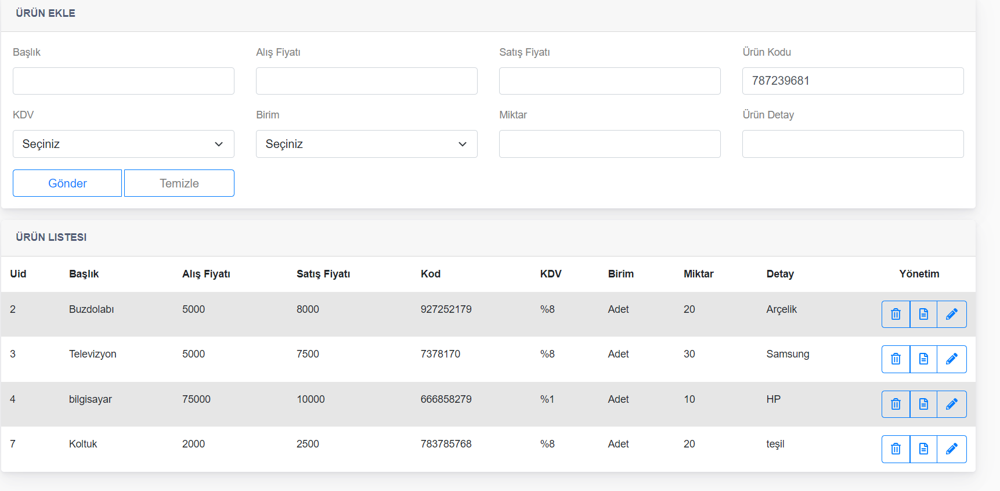 ÜRÜN EKLE
Başlık Alış Fiyatı Satış Fiyatı Ürün Kodu
787239681
KDV Birim Miktar Ürün Detay
Seçiniz Seçiniz
Gönder Temizle
ÜRÜN LISTESI
Uid Başlık Alış Fiyatı Satış Fiyatı Kod KDV Birim Miktar Detay Yönetim
2 Buzdolabı 5000 8000 927252179 %8 Adet 20 Arçelik
3 Televizyon 5000 7500 7378170 %8 Adet 30 Samsung
4 bilgisayar 75000 10000 666858279 %1 Adet 10 HP
7 Koltuk 2000 2500 783785768 %8 Adet 20 teşil